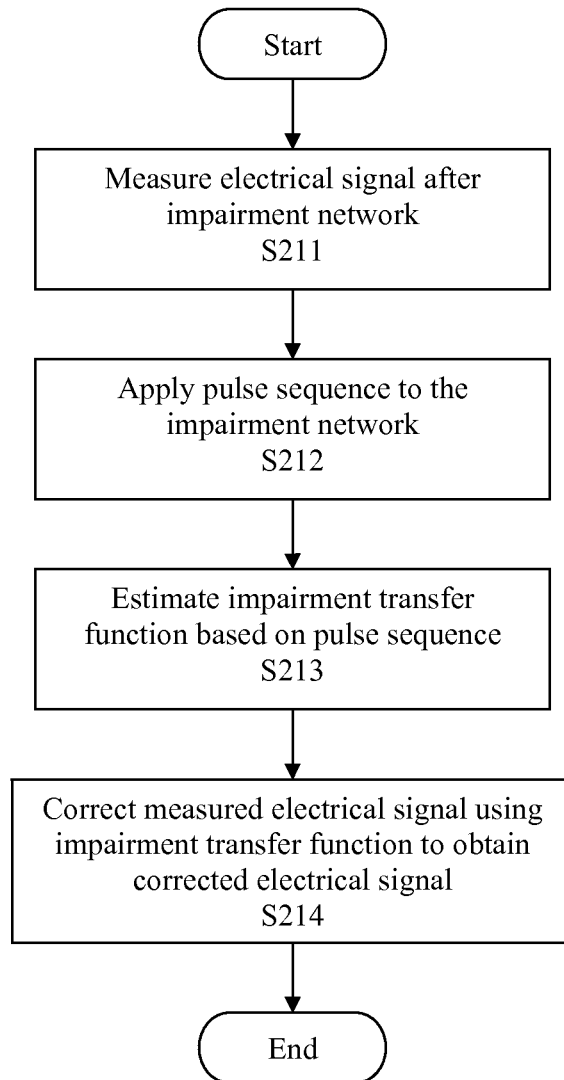 Start
Measure electrical signal after
impairment network
S211
Apply pulse sequence to the
impairment network
S212
Estimate impairment transfer
function based on pulse sequence
S213
Correct measured electrical signal using
impairment transfer function to obtain
corrected electrical signal
S214
End